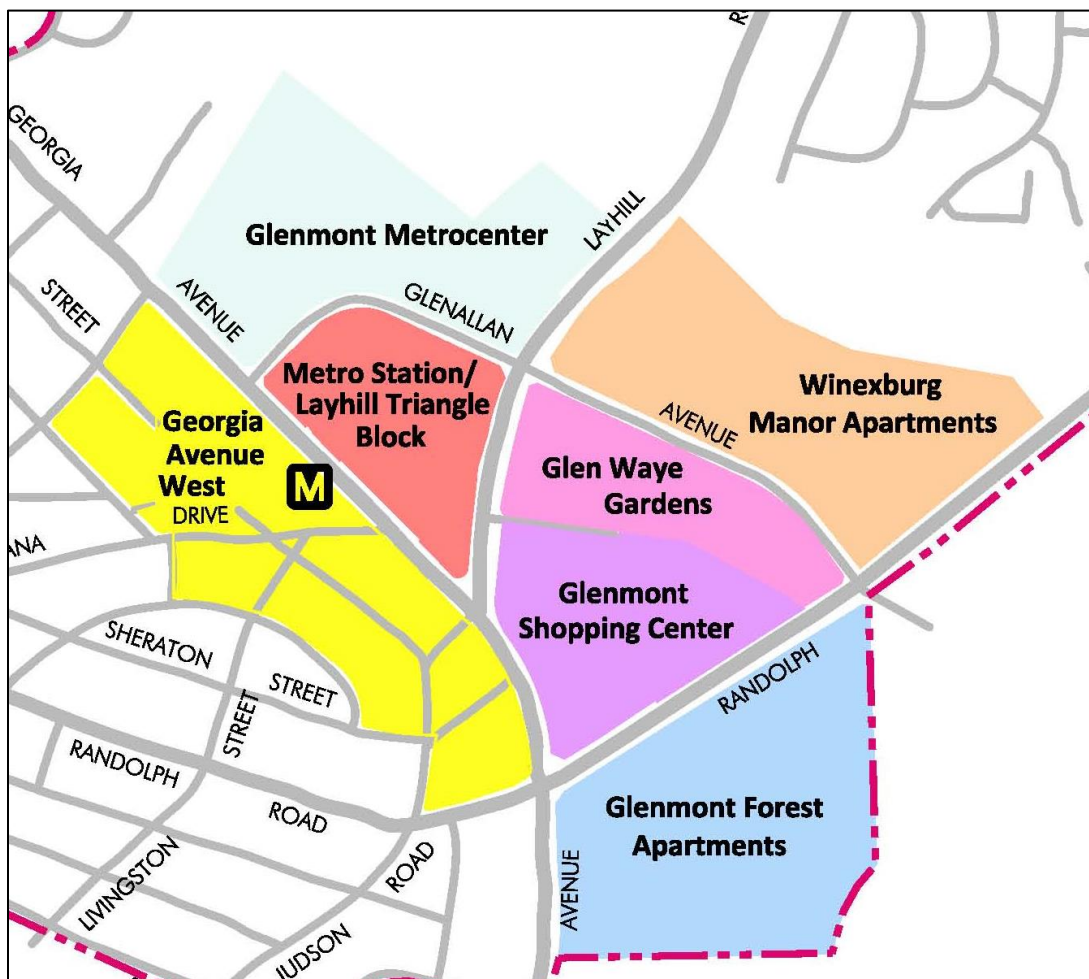 GEORGIA
AVENUE
LAYHILL
Glenmont Metrocenter
GLENALLAN
STREET
Metro Station/
Layhill Triangle
Block
Winexburg
Manor Apartments
AVENUE
Georgia
Avenue
West
M
DRIVE
Glen Waye
Gardens
Glenmont
Shopping Center
SHERATON
STREET
STREET
RANDOLPH
RANDOLPH
ROAD
Glenmont Forest
Apartments
AVENUE
LIVINGSTON
JUDSON
ROAD